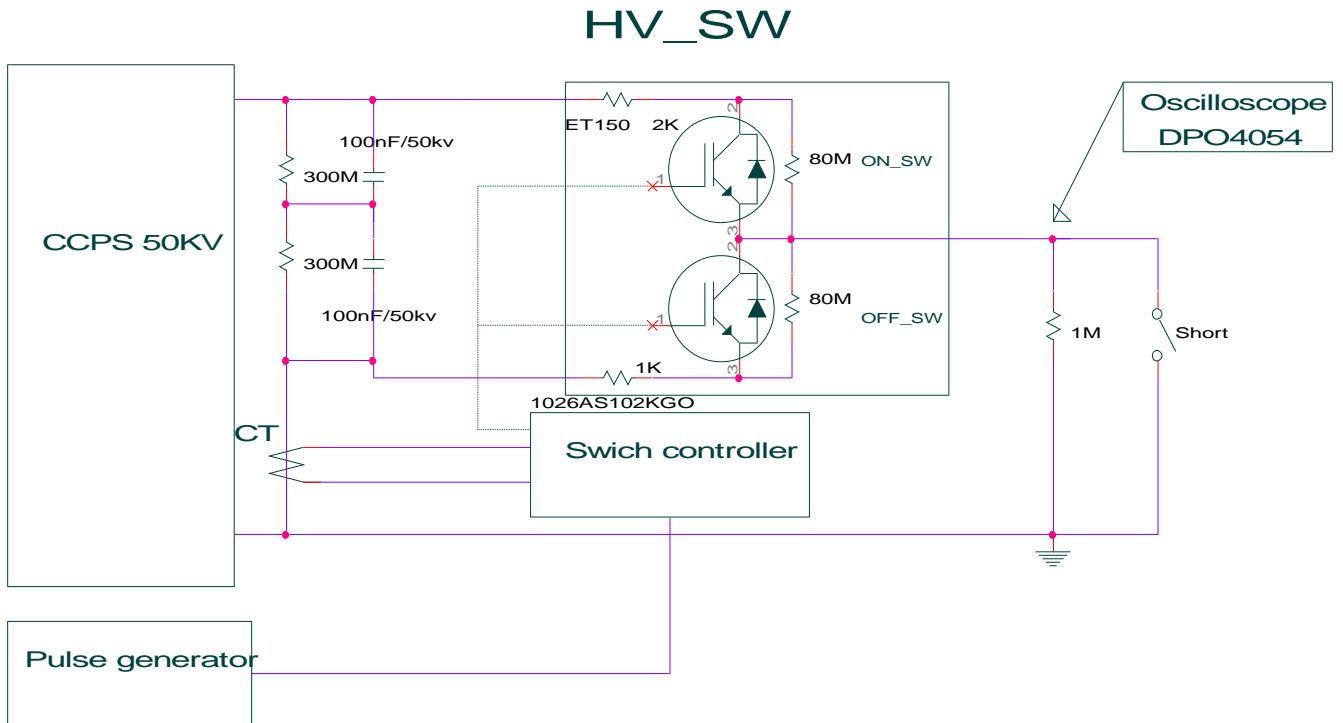 HV_SW
CCPS 50KV
300M
100nF/50kv
300M
100nF/50kv
ET150 2K
2
1
3
80M
ON_SW
2
1
3
80M
OFF_SW
1K
1026AS102KGO
CT
Swich controller
Oscilloscope
DPO4054
1M
Short
Pulse generator